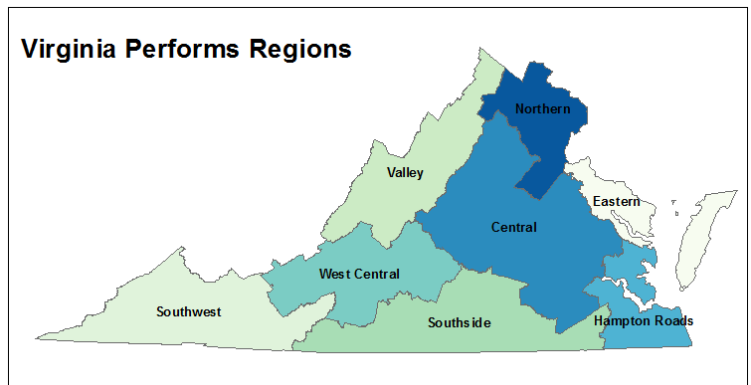 Virginia Performs Regions
Northern
Valley
Eastern
Central
West Central
Southwest
Southside
Hampton Roads